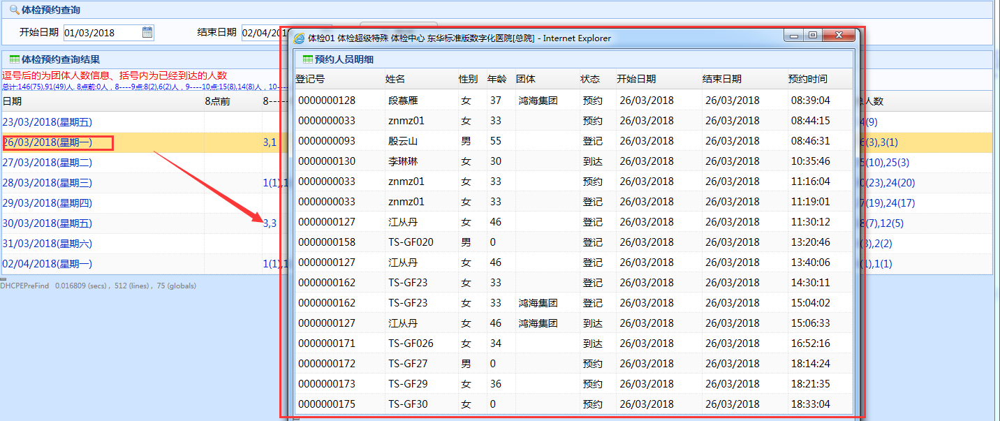 体检预约查询
开始日期 01/03/2018 结束日期 02/04/201
体检预约查询结果
逗号后的为团体人数信息、括号内为已经到达的人数
总计:146(75),91(49)人. 8点前:0人，8----9点:8(2),6(2)人，9----10点:15(8),14(8)人，10----
日期 8点前 8---- 人数
23/03/2018(星期五) (9)
26/03/2018(星期一) 3,1 (3),3(1)
27/03/2018(星期二) (10),25(3)
28/03/2018(星期三) 1(1),1 (23),24(20)
29/03/2018(星期四) (19),24(17)
30/03/2018(星期五) 3,3 (7),12(5)
31/03/2018(星期六) ,2(2)
02/04/2018(星期一) 1(1),1 ,1(1)
DHCPEPreFind 0.016809 (secs) , 512 (lines) , 75 (globals)
体检01 体检超级特殊 体检中心 东华标准版数字化医院[总院] - Internet Explorer
预约人员明细
登记号 姓名 性别 年龄 团体 状态 开始日期 结束日期 预约时间
0000000128 段慕雁 女 37 鸿海集团 预约 26/03/2018 26/03/2018 08:39:04
0000000033 znmz01 女 33 预约 26/03/2018 26/03/2018 08:44:15
0000000093 殷云山 男 55 登记 26/03/2018 26/03/2018 08:46:31
0000000130 李琳琳 女 30 到达 26/03/2018 26/03/2018 10:35:46
0000000033 znmz01 女 33 预约 26/03/2018 26/03/2018 11:16:04
0000000033 znmz01 女 33 登记 26/03/2018 26/03/2018 11:19:01
0000000127 江从丹 女 46 登记 26/03/2018 26/03/2018 11:30:12
0000000158 TS-GF020 男 0 登记 26/03/2018 26/03/2018 13:20:46
0000000127 江从丹 女 46 登记 26/03/2018 26/03/2018 13:40:06
0000000162 TS-GF23 女 33 登记 26/03/2018 26/03/2018 14:30:11
0000000162 TS-GF23 女 33 鸿海集团 登记 26/03/2018 26/03/2018 15:04:02
0000000127 江从丹 女 46 鸿海集团 到达 26/03/2018 26/03/2018 15:06:33
0000000171 TS-GF026 女 34 到达 26/03/2018 26/03/2018 16:52:16
0000000172 TS-GF27 男 0 预约 26/03/2018 26/03/2018 18:14:24
0000000173 TS-GF29 女 36 预约 26/03/2018 26/03/2018 18:21:35
0000000175 TS-GF30 女 0 预约 26/03/2018 26/03/2018 18:33:04